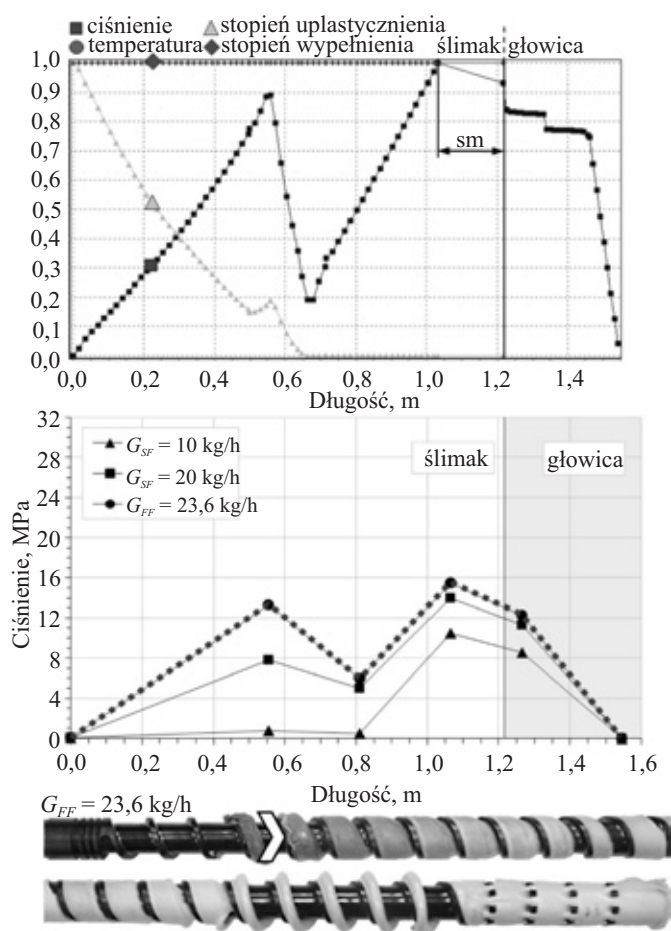 ciśnienie stopień uplastycznienia
temperatura stopień wypełnienia ślimak głowica
1,0
0,9
0,8
0,7
0,6
0,5
0,4
0,3
0,2
0,1
0,0
sm
0,0 0,2 0,4 0,6 0,8 1,0 1,2 1,4
Długość, m
32
28
24
20
16
12
8
4
0
Ciśnienie, MPa
G_SF = 10 kg/h
G_SF = 20 kg/h
G_FF = 23,6 kg/h
ślimak głowica
0,0 0,2 0,4 0,6 0,8 1,0 1,2 1,4 1,6
Długość, m
G_FF = 23,6 kg/h